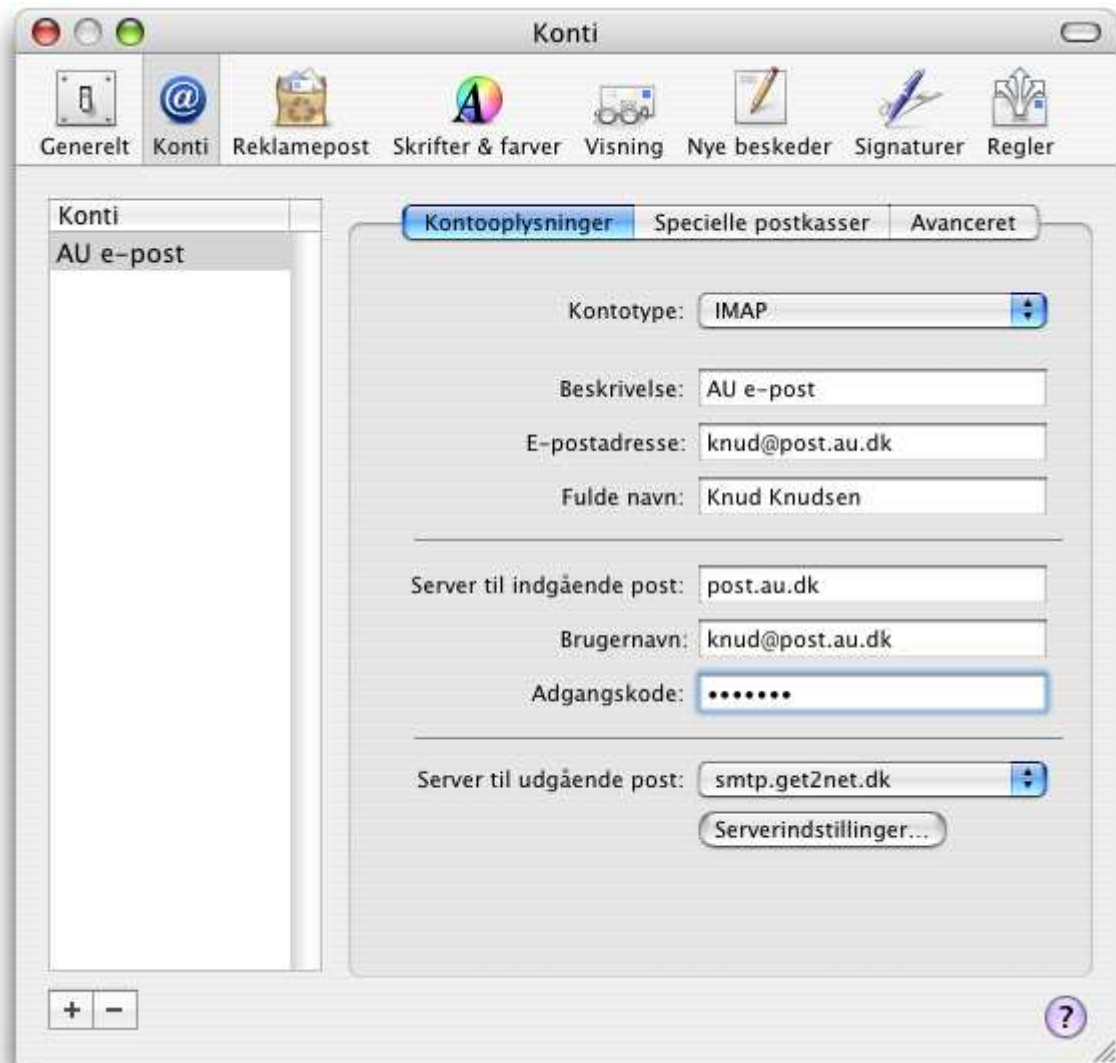 Konti
Generelt Konti Reklamepost Skrifter & farver Visning Nye beskeder Signaturer Regler
Konti
AU e-post
Kontooplysninger Specielle postkasser Avanceret
Kontotype: IMAP
Beskrivelse: AU e-post
E-postadresse: knud@post.au.dk
Fulde navn: Knud Knudsen
Server til indgående post: post.au.dk
Brugernavn: knud@post.au.dk
Adgangskode: •••••••
Server til udgående post: smtp.get2net.dk
Serverindstillinger...
+ −
?